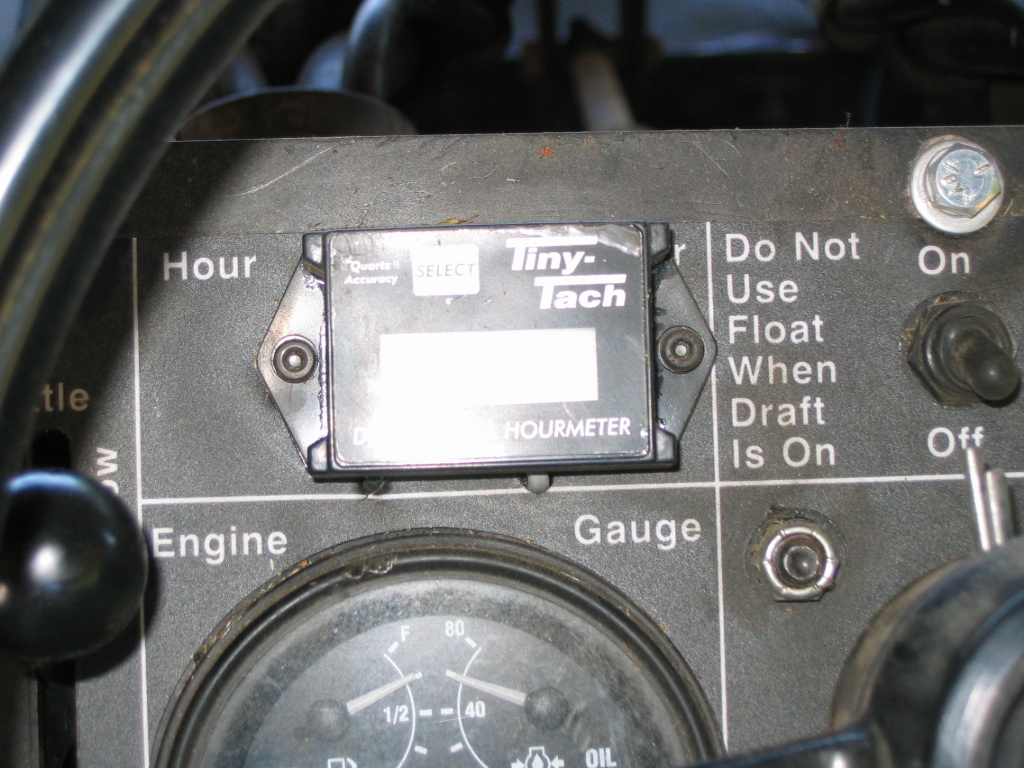 Hour
Quartz
Accuracy
SELECT
Tiny-
Tach
HOURMETER
Do Not
Use
Float
When
Draft
Is On
On
Off
Engine
Gauge
F
80
1/2
40
OIL